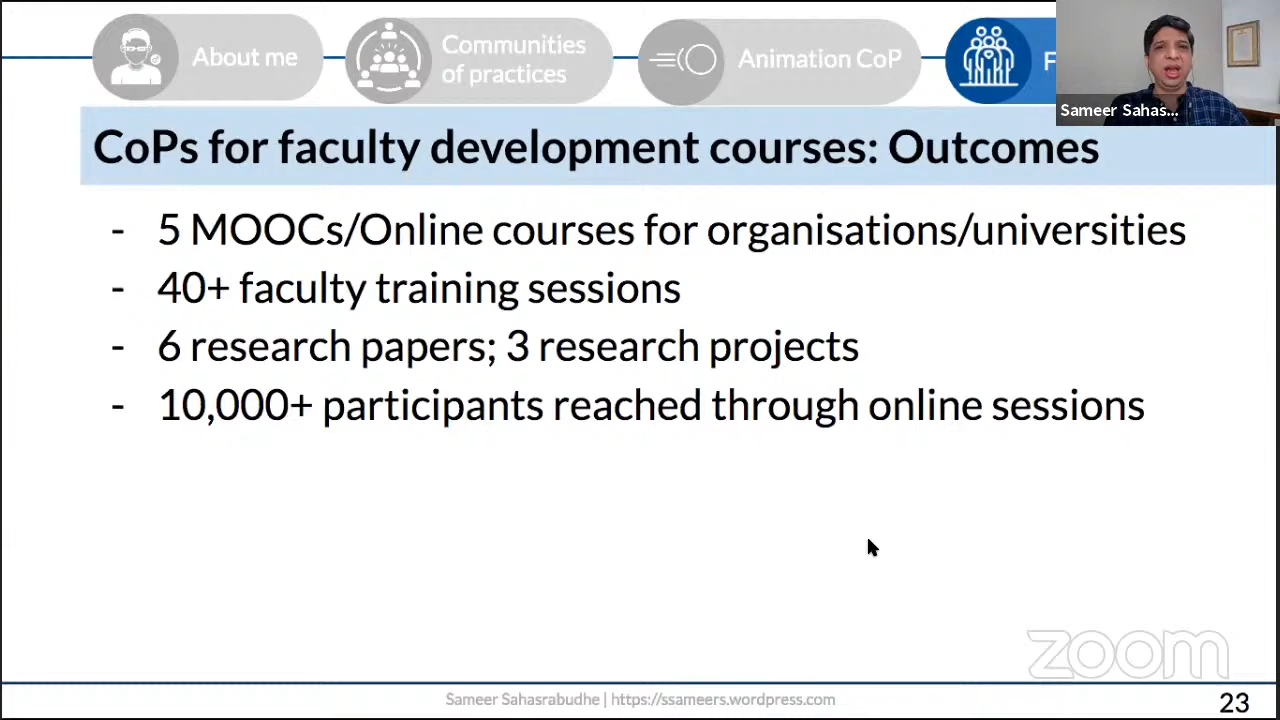 About me
Communities
of practices
Animation CoP
F
Sameer Sahas...
CoPs for faculty development courses: Outcomes
- 5 MOOCs/Online courses for organisations/universities
- 40+ faculty training sessions
- 6 research papers; 3 research projects
- 10,000+ participants reached through online sessions
zoom
Sameer Sahasrabudhe | https://ssameers.wordpress.com
23